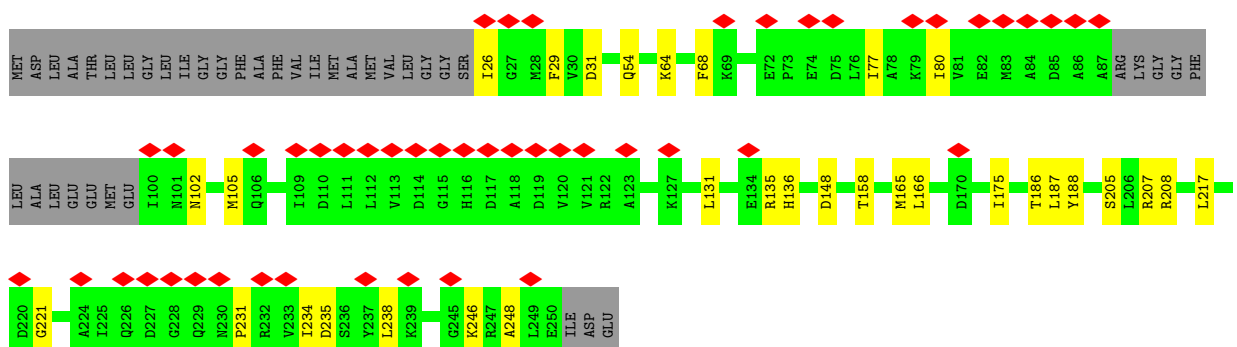 MET ASP LEU ALA THR LEU LEU GLY LEU ILE GLY GLY PHE ALA PHE VAL ILE MET ALA MET VAL LEU GLY GLY SER I26 G27 M28 F29 V30 D31 Q54 K64 F68 K69 E72 P73 E74 D75 L76 I77 A78 K79 I80 V81 E82 M83 A84 D85 A86 A87 ARG LYS GLY GLY PHE
LEU ALA LEU GLU GLU MET GLU I100 N101 N102 M105 Q106 I109 D110 L111 L112 V113 D114 G115 H116 D117 A118 D119 V120 V121 R122 A123 K127 L131 E134 R135 H136 D148 T158 M165 L166 D170 I175 T186 L187 Y188 S205 L206 R207 R208 L217
D220 G221 A224 I225 Q226 D227 G228 Q229 N230 P231 R232 V233 I234 D235 S236 Y237 L238 K239 G245 K246 R247 A248 L249 E250 ILE ASP GLU